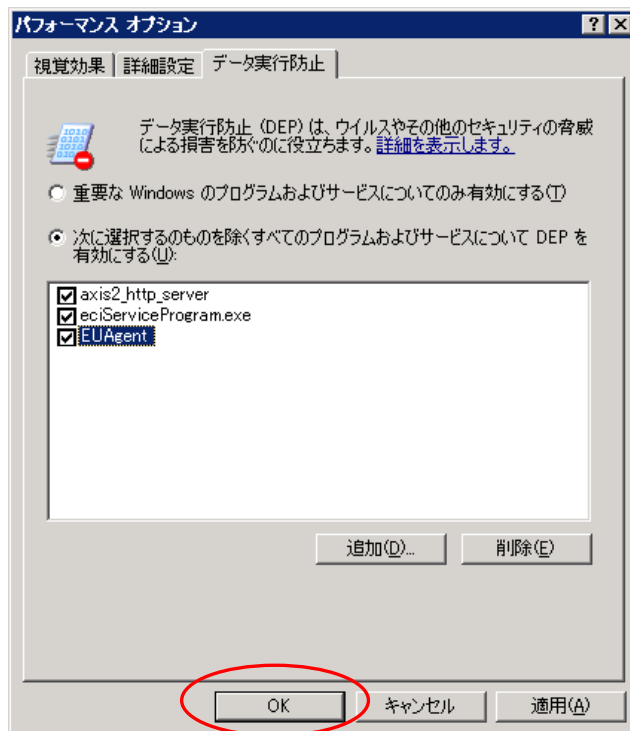 パフォーマンス オプション
視覚効果 詳細設定 データ実行防止
データ実行防止 (DEP) は、ウイルスやその他のセキュリティの脅威
による損害を防ぐのに役立ちます。詳細を表示します。
重要な Windows のプログラムおよびサービスについてのみ有効にする(T)
次に選択するのものを除くすべてのプログラムおよびサービスについて DEP を
有効にする(U):
axis2_http_server
eciServiceProgram.exe
EUAgent
追加(D)... 削除(E)
OK キャンセル 適用(A)